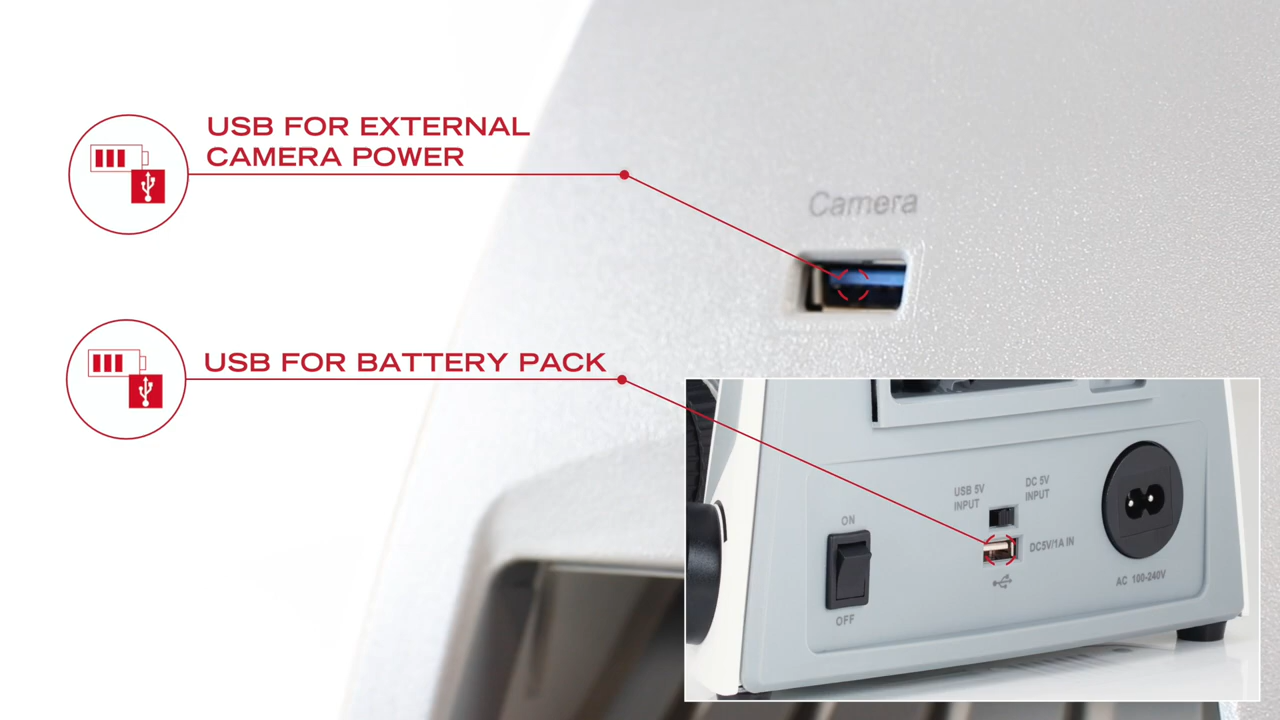 USB FOR EXTERNAL
CAMERA POWER
Camera
USB FOR BATTERY PACK
USB 5V
INPUT
DC 5V
INPUT
ON
OFF
DC5V/1A IN
AC 100-240V